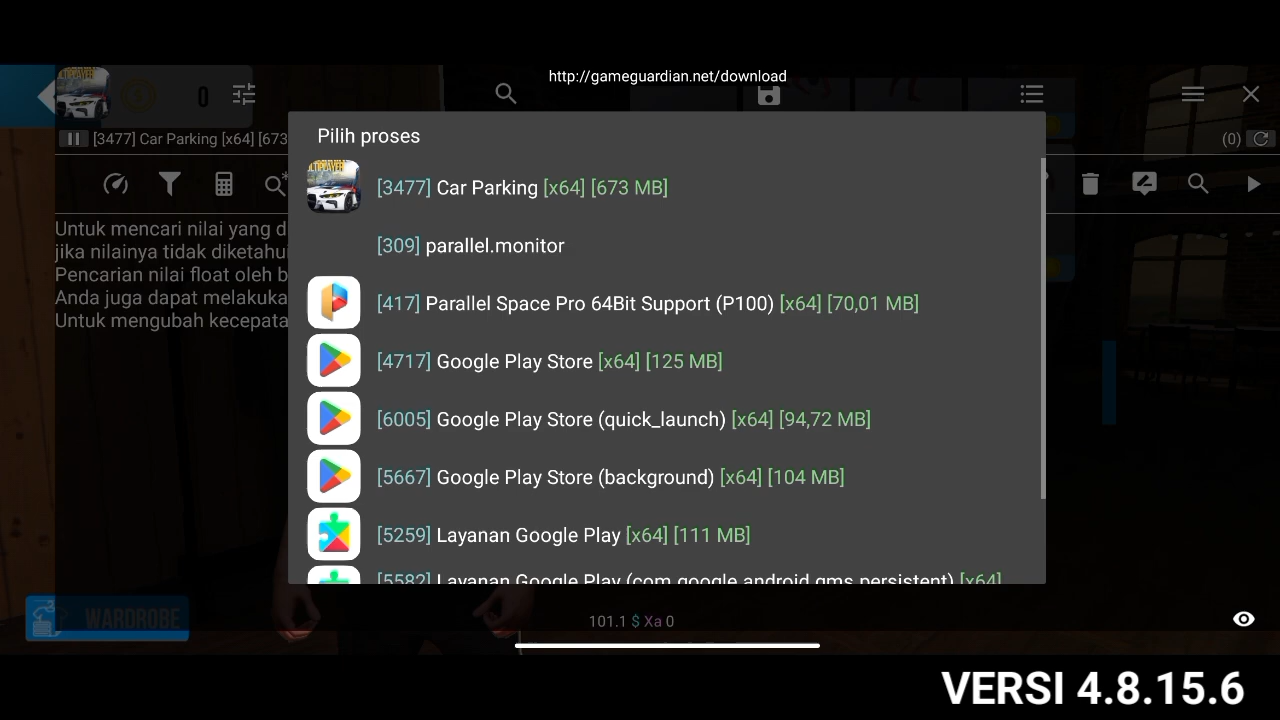 http://gameguardian.net/download
0
[3477] Car Parking [x64] [673
(0)
Pilih proses
[3477] Car Parking [x64] [673 MB]
[309] parallel.monitor
[417] Parallel Space Pro 64Bit Support (P100) [x64] [70,01 MB]
[4717] Google Play Store [x64] [125 MB]
[6005] Google Play Store (quick_launch) [x64] [94,72 MB]
[5667] Google Play Store (background) [x64] [104 MB]
[5259] Layanan Google Play [x64] [111 MB]
[5582] Layanan Google Play (com.google.android.gms.persistent) [x64]
Untuk mencari nilai yang d
jika nilainya tidak diketahui
Pencarian nilai float oleh b
Anda juga dapat melakuka
Untuk mengubah kecepata
WARDROBE
101.1 $ Xa 0
VERSI 4.8.15.6